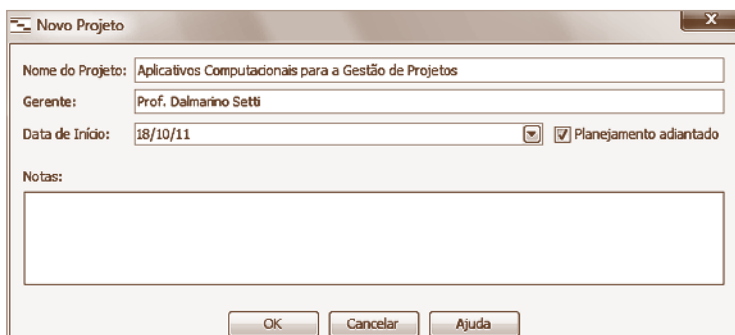 Novo Projeto
Nome do Projeto: Aplicativos Computacionais para a Gestão de Projetos
Gerente: Prof. Dalmarino Setti
Data de Início: 18/10/11 Planejamento adiantado
Notas:
OK Cancelar Ajuda